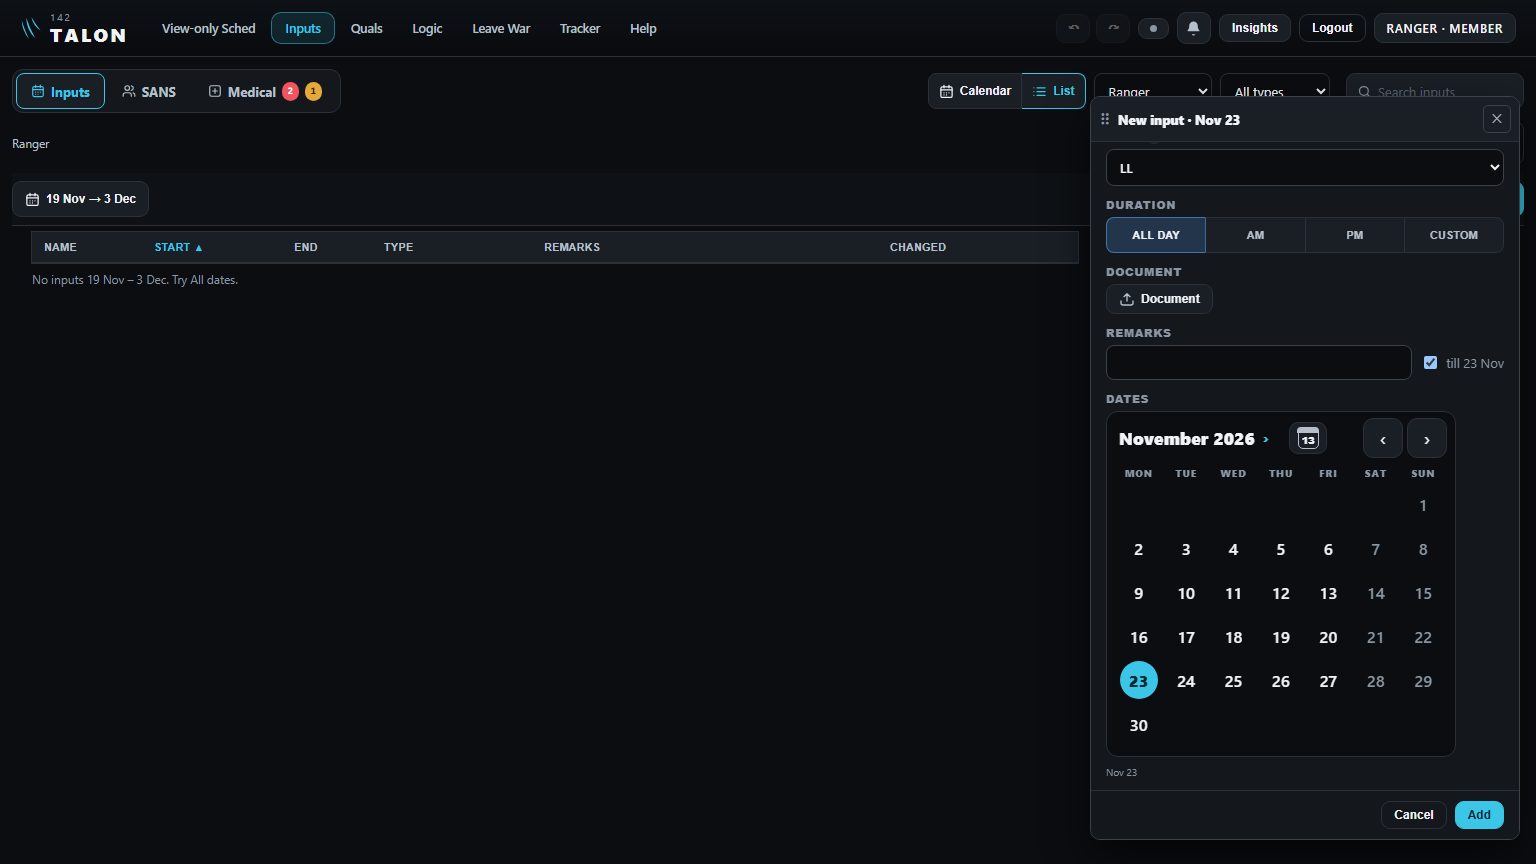 142
TALON
View-only Sched
Inputs
Quals
Logic
Leave War
Tracker
Help
Insights
Logout
RANGER · MEMBER
Inputs
SANS
Medical
2
1
Calendar
List
Ranger
All types
Search inputs
Ranger
19 Nov → 3 Dec
NAME
START ▲
END
TYPE
REMARKS
CHANGED
No inputs 19 Nov – 3 Dec. Try All dates.
New input · Nov 23
LL
DURATION
ALL DAY
AM
PM
CUSTOM
DOCUMENT
Document
REMARKS
till 23 Nov
DATES
November 2026 ›
13
‹
›
MON TUE WED THU FRI SAT SUN
1
2 3 4 5 6 7 8
9 10 11 12 13 14 15
16 17 18 19 20 21 22
23 24 25 26 27 28 29
30
Nov 23
Cancel
Add